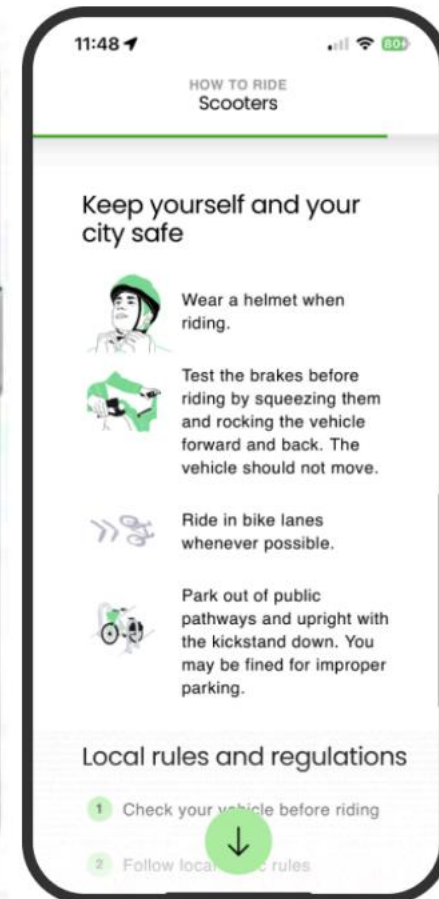 11:48
80+
HOW TO RIDE
Scooters
Keep yourself and your
city safe
Wear a helmet when
riding.
Test the brakes before
riding by squeezing them
and rocking the vehicle
forward and back. The
vehicle should not move.
Ride in bike lanes
whenever possible.
Park out of public
pathways and upright with
the kickstand down. You
may be fined for improper
parking.
Local rules and regulations
1 Check your vehicle before riding
2 Follow local rules